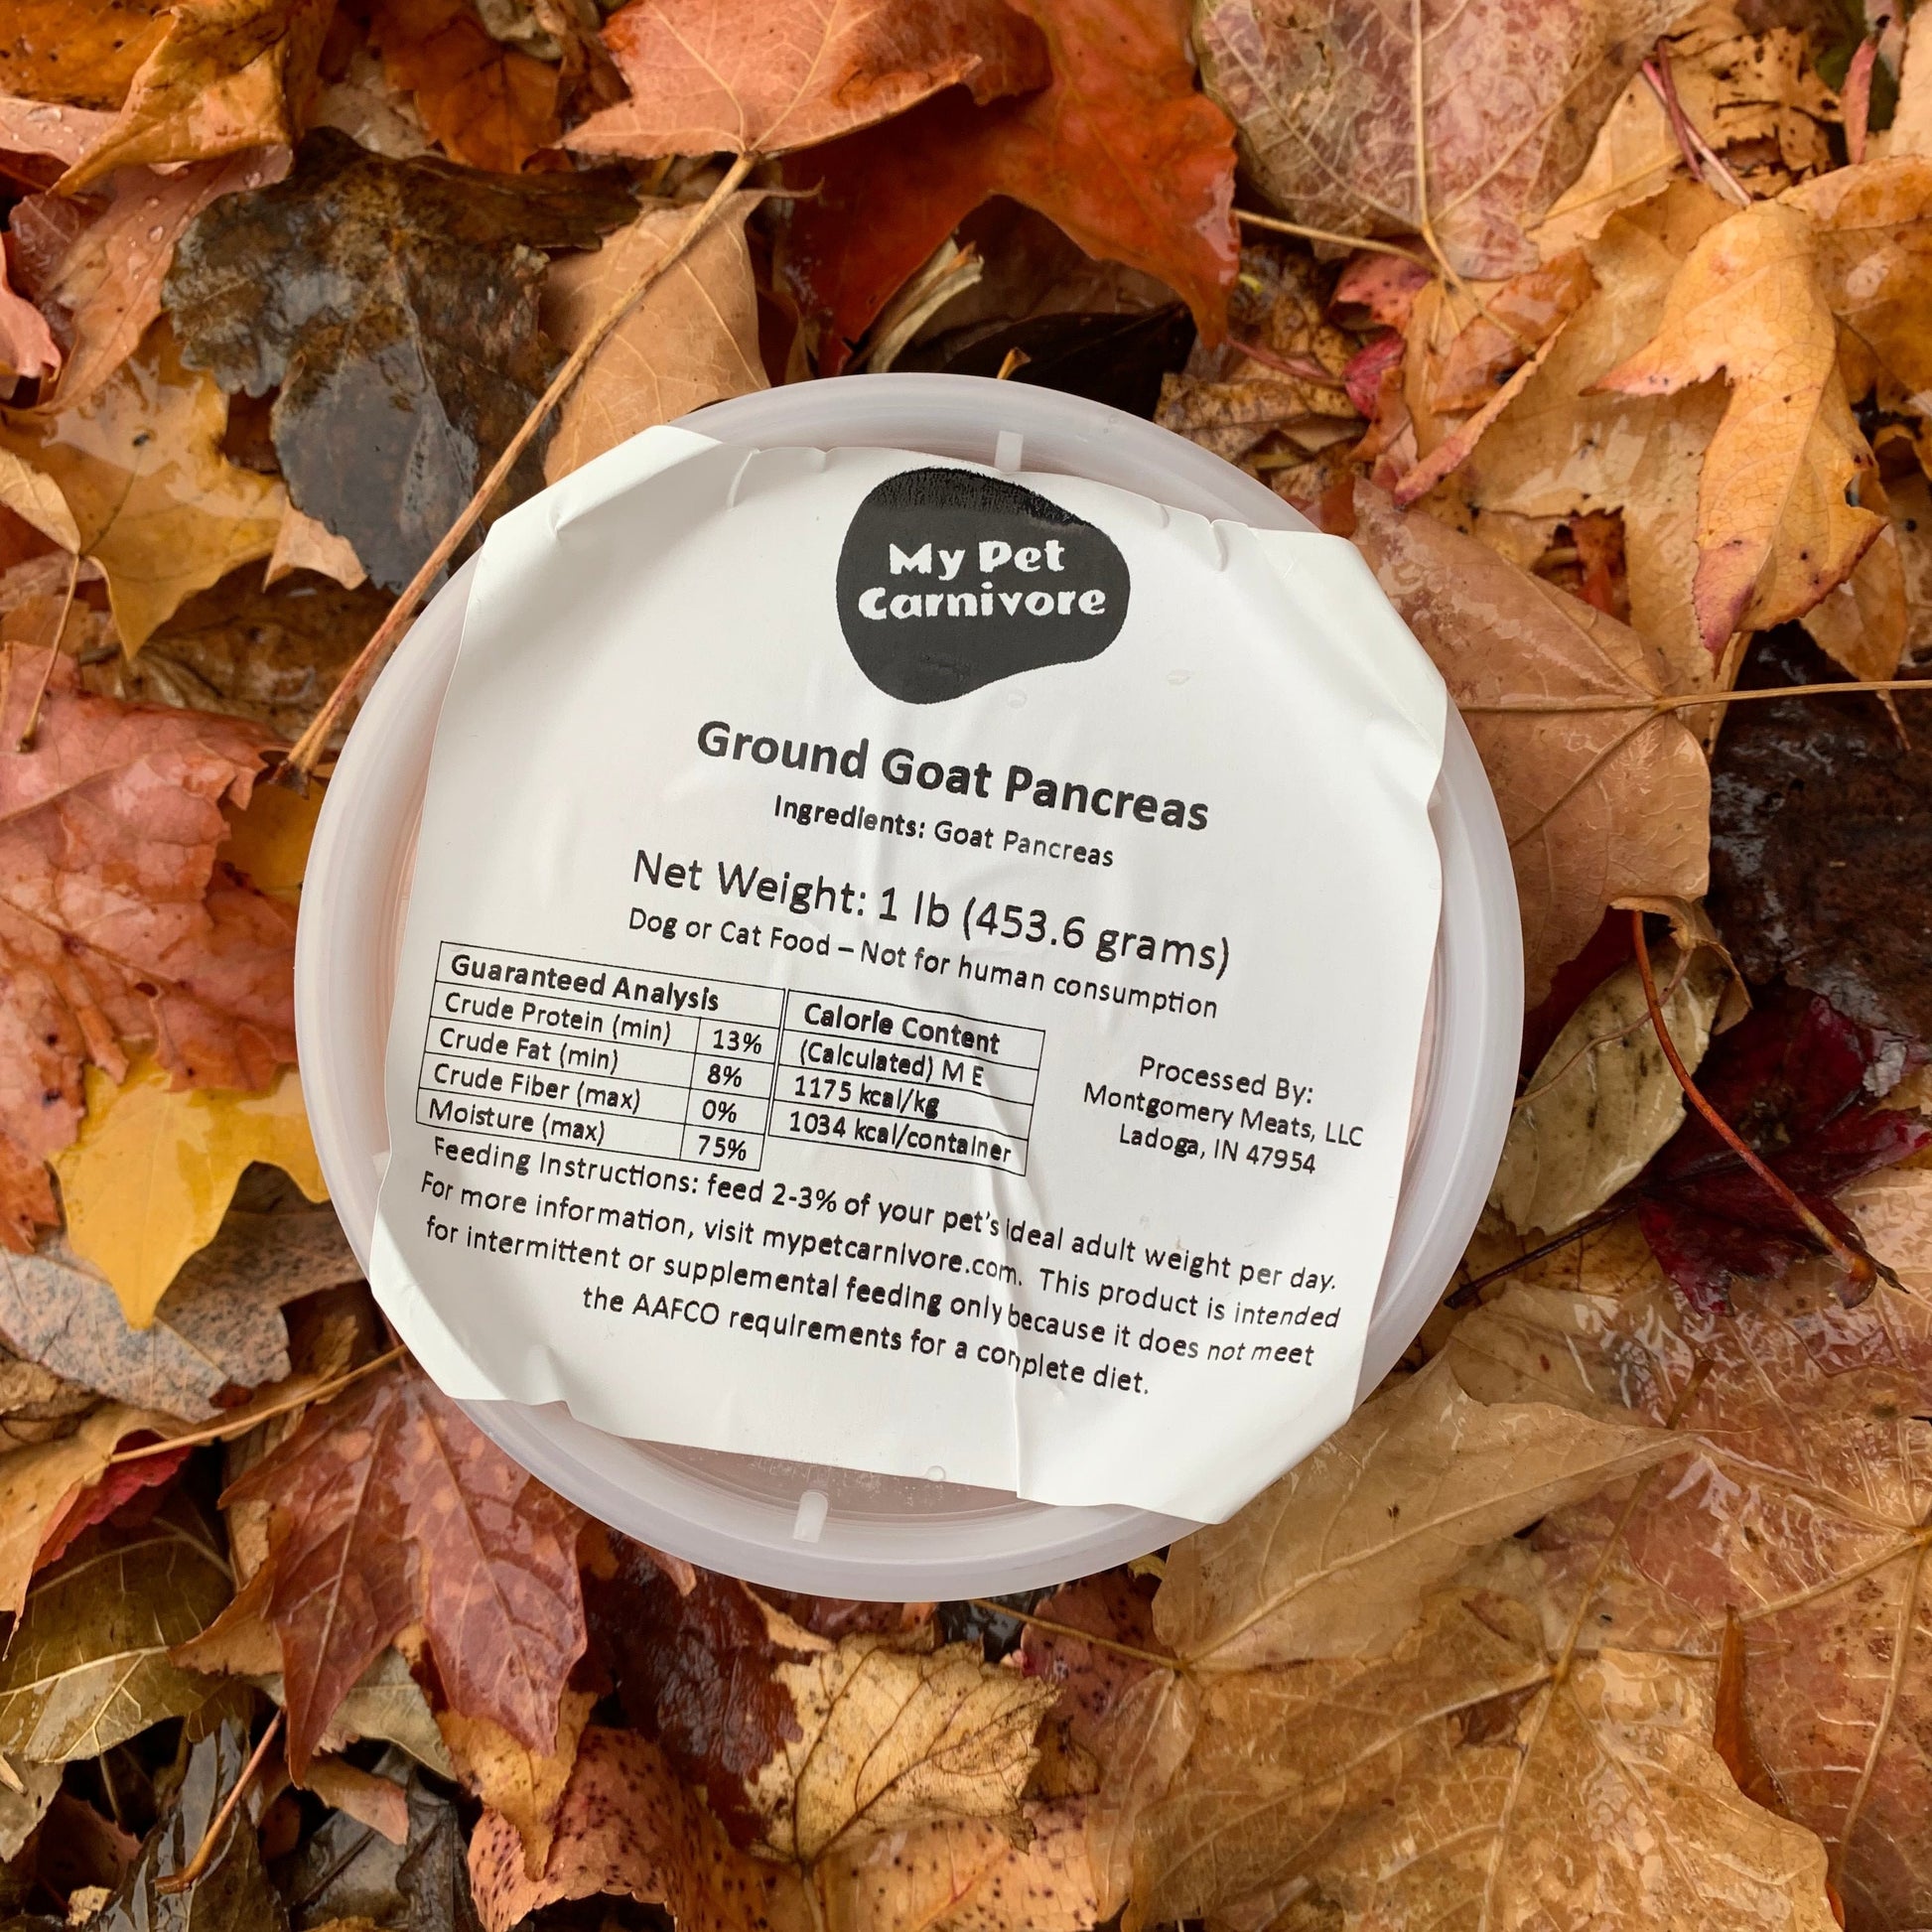 My Pet
Carnivore
Ground Goat Pancreas
Ingredients: Goat Pancreas
Net Weight: 1 lb (453.6 grams)
Dog or Cat Food – Not for human consumption
Guaranteed Analysis
Crude Protein (min) 13%
Crude Fat (min) 8%
Crude Fiber (max) 0%
Moisture (max) 75%
Calorie Content
(Calculated) M E
1175 kcal/kg
1034 kcal/container
Processed By:
Montgomery Meats, LLC
Ladoga, IN 47954
Feeding Instructions: feed 2-3% of your pet's ideal adult weight per day.
For more information, visit mypetcarnivore.com. This product is intended
for intermittent or supplemental feeding only because it does not meet
the AAFCO requirements for a complete diet.